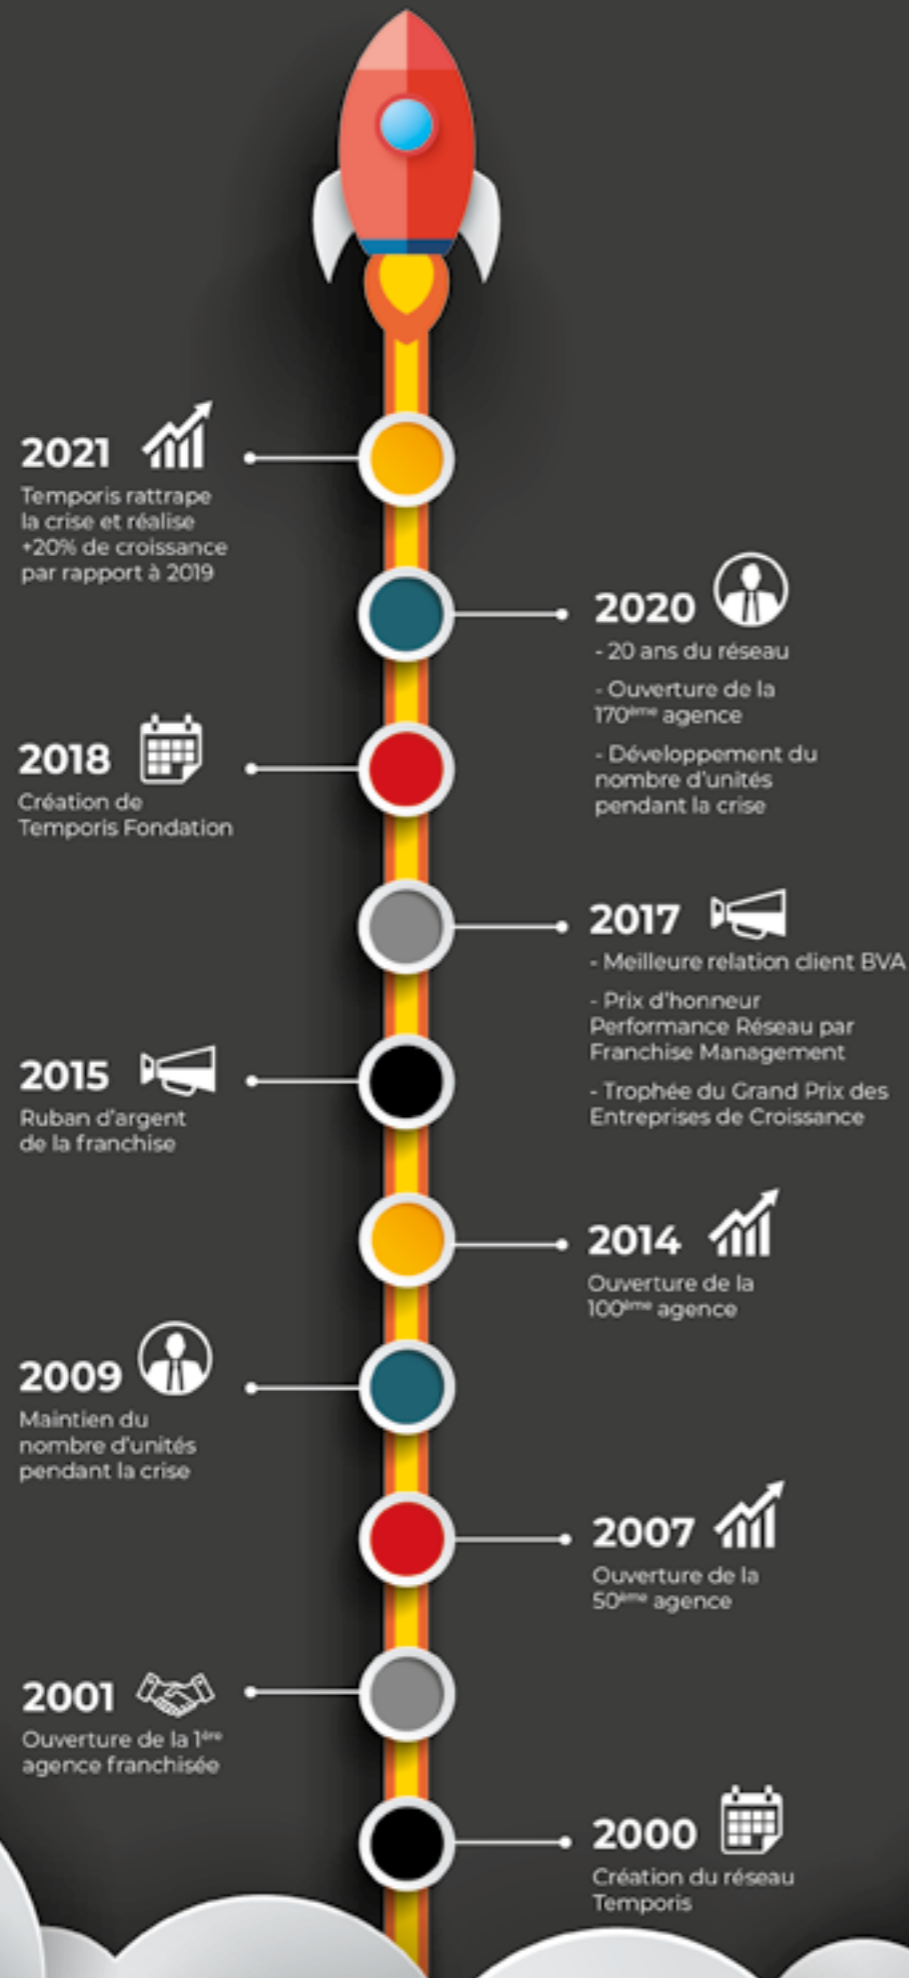 2021
Temporis rattrape
la crise et réalise
+20% de croissance
par rapport à 2019
2020
- 20 ans du réseau
- Ouverture de la
170ème agence
- Développement du
nombre d'unités
pendant la crise
2018
Création de
Temporis Fondation
2017
- Meilleure relation client BVA
- Prix d'honneur
Performance Réseau par
Franchise Management
- Trophée du Grand Prix des
Entreprises de Croissance
2015
Ruban d'argent
de la franchise
2014
Ouverture de la
100ème agence
2009
Maintien du
nombre d'unités
pendant la crise
2007
Ouverture de la
50ème agence
2001
Ouverture de la 1ère
agence franchisée
2000
Création du réseau
Temporis